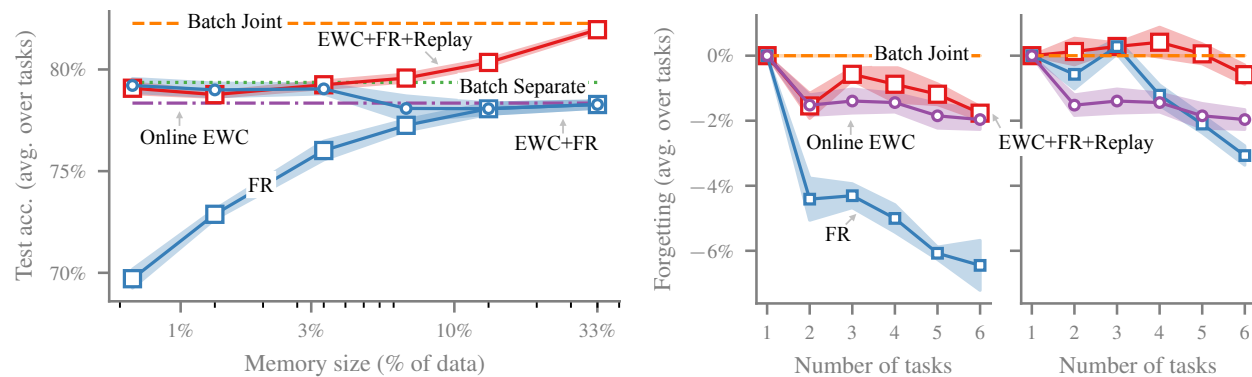 Test acc. (avg. over tasks)
80%
75%
70%
Batch Joint
EWC+FR+Replay
Batch Separate
Online EWC
EWC+FR
FR
1%
3%
10%
33%
Memory size (% of data)
Forgetting (avg. over tasks)
0%
−2%
−4%
−6%
Batch Joint
Online EWC
EWC+FR+Replay
FR
1 2 3 4 5 6
Number of tasks
1 2 3 4 5 6
Number of tasks